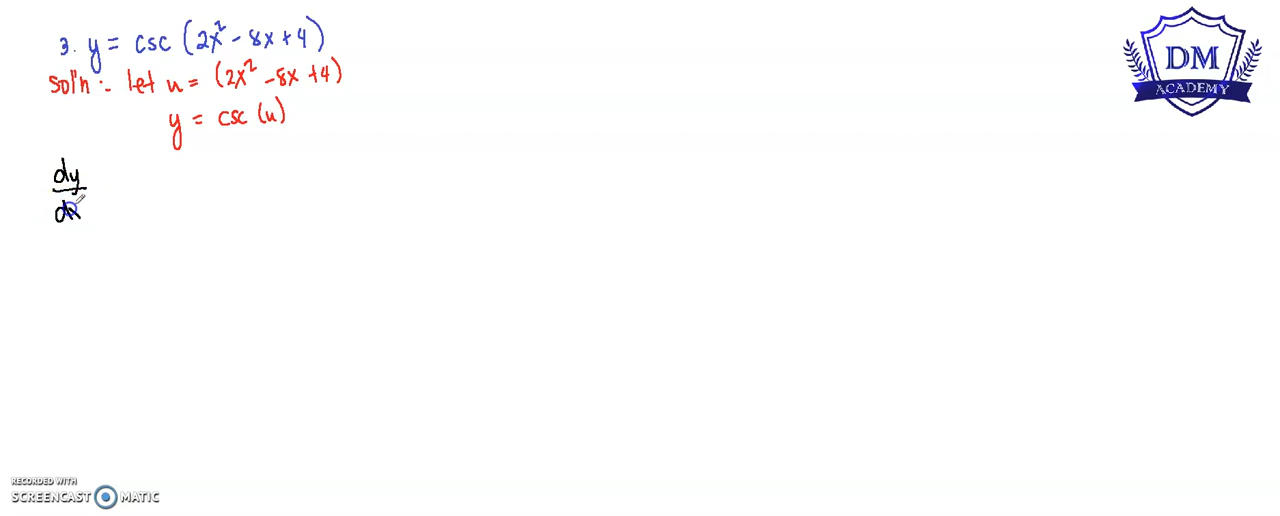 3. y = csc (2x² - 8x + 4)
sol'n :- let u = (2x² - 8x + 4)
y = csc (u)
dy
dx
DM
ACADEMY
RECORDED WITH
SCREENCAST MATIC